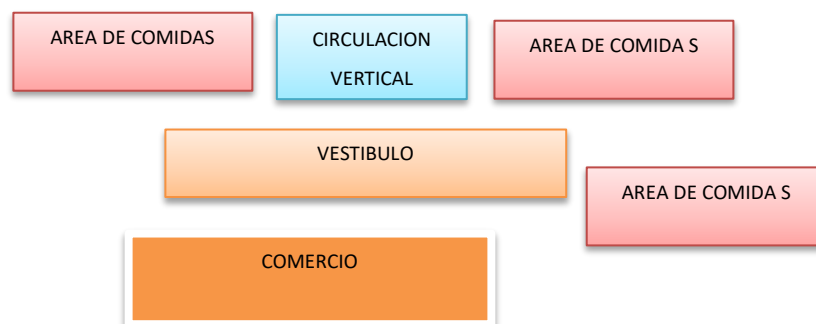 AREA DE COMIDAS
CIRCULACION
VERTICAL
AREA DE COMIDA S
VESTIBULO
AREA DE COMIDA S
COMERCIO